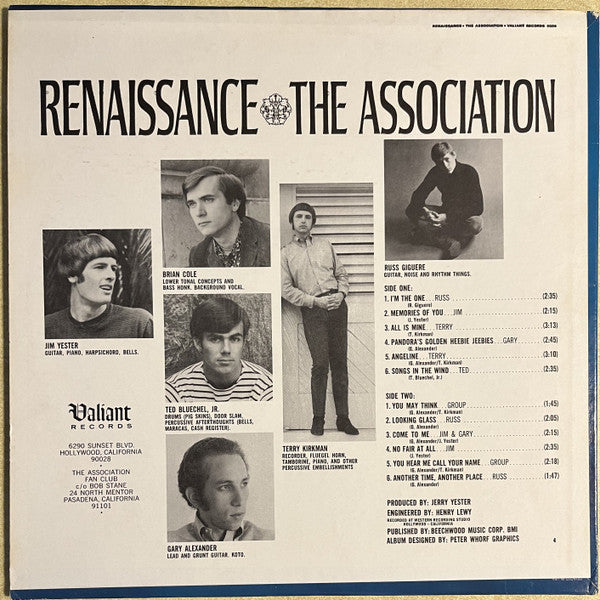 RENAISSANCE • THE ASSOCIATION • VALIANT RECORDS 5004
RENAISSANCE THE ASSOCIATION
JIM YESTER
GUITAR, PIANO, HARPSICHORD, BELLS.
BRIAN COLE
LOWER TONAL CONCEPTS AND
BASS HONK. BACKGROUND VOCAL.
TED BLUECHEL, JR.
DRUMS (PIG SKINS), DOOR SLAM,
PERCUSSIVE AFTERTHOUGHTS (BELLS,
MARACAS, CASH REGISTER).
GARY ALEXANDER
LEAD AND GRUNT GUITAR. KOTO.
TERRY KIRKMAN
RECORDER, FLUEGEL HORN,
TAMBORINE, PIANO, AND OTHER
PERCUSSIVE EMBELLISHMENTS
RUSS GIGUERE
GUITAR, NOISE AND RHYTHM THINGS.
SIDE ONE:
1. I'M THE ONE...RUSS (2:35)
(R. Giguere)
2. MEMORIES OF YOU...JIM (2:15)
(J. Yester)
3. ALL IS MINE...TERRY (3:13)
(T. Kirkman)
4. PANDORA'S GOLDEN HEEBIE JEEBIES...GARY (2:45)
(G. Alexander)
5. ANGELINE...TERRY (3:10)
(G. Alexander/T. Kirkman)
6. SONGS IN THE WIND...TED (2:35)
(T. Bluechel, Jr.)
SIDE TWO:
1. YOU MAY THINK...GROUP (1:45)
(G. Alexander/T. Kirkman)
2. LOOKING GLASS...RUSS (2:05)
(G. Alexander)
3. COME TO ME...JIM & GARY (2:15)
(G. Alexander/J. Yester)
4. NO FAIR AT ALL...JIM (2:35)
(J. Yester)
5. YOU HEAR ME CALL YOUR NAME...GROUP (2:18)
(G. Alexander/T. Kirkman)
6. ANOTHER TIME, ANOTHER PLACE...RUSS (1:47)
(G. Alexander)
PRODUCED BY: JERRY YESTER
ENGINEERED BY: HENRY LEWY
RECORDED AT WESTERN RECORDING STUDIO
HOLLYWOOD - CALIFORNIA
PUBLISHED BY: BEECHWOOD MUSIC CORP. BMI
ALBUM DESIGNED BY: PETER WHORF GRAPHICS
4
Valiant
RECORDS
6290 SUNSET BLVD.
HOLLYWOOD, CALIFORNIA
90028
•
THE ASSOCIATION
FAN CLUB
c/o BOB STANE
24 NORTH MENTOR
PASADENA, CALIFORNIA
91101
•